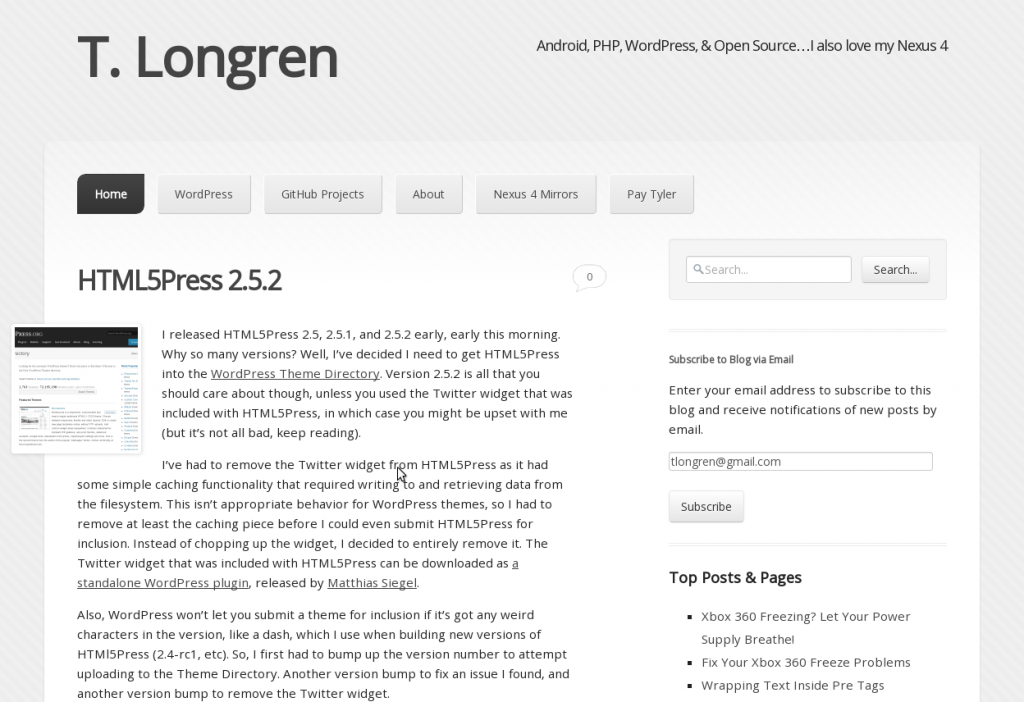 T. Longren
Android, PHP, WordPress, & Open Source…I also love my Nexus 4
Home
WordPress
GitHub Projects
About
Nexus 4 Mirrors
Pay Tyler
HTML5Press 2.5.2
0
I released HTML5Press 2.5, 2.5.1, and 2.5.2 early, early this morning.
Why so many versions? Well, I’ve decided I need to get HTML5Press
into the WordPress Theme Directory. Version 2.5.2 is all that you
should care about though, unless you used the Twitter widget that was
included with HTML5Press, in which case you might be upset with me
(but it’s not all bad, keep reading).
I’ve had to remove the Twitter widget from HTML5Press as it had
some simple caching functionality that required writing to and retrieving data from
the filesystem. This isn’t appropriate behavior for WordPress themes, so I had to
remove at least the caching piece before I could even submit HTML5Press for
inclusion. Instead of chopping up the widget, I decided to entirely remove it. The
Twitter widget that was included with HTML5Press can be downloaded as a
standalone WordPress plugin, released by Matthias Siegel.
Also, WordPress won’t let you submit a theme for inclusion if it’s got any weird
characters in the version, like a dash, which I use when building new versions of
HTMl5Press (2.4-rc1, etc). So, I first had to bump up the version number to attempt
uploading to the Theme Directory. Another version bump to fix an issue I found, and
another version bump to remove the Twitter widget.
Search...
Search...
Subscribe to Blog via Email
Enter your email address to subscribe to this
blog and receive notifications of new posts by
email.
tlongren@gmail.com
Subscribe
Top Posts & Pages
Xbox 360 Freezing? Let Your Power
Supply Breathe!
Fix Your Xbox 360 Freeze Problems
Wrapping Text Inside Pre Tags